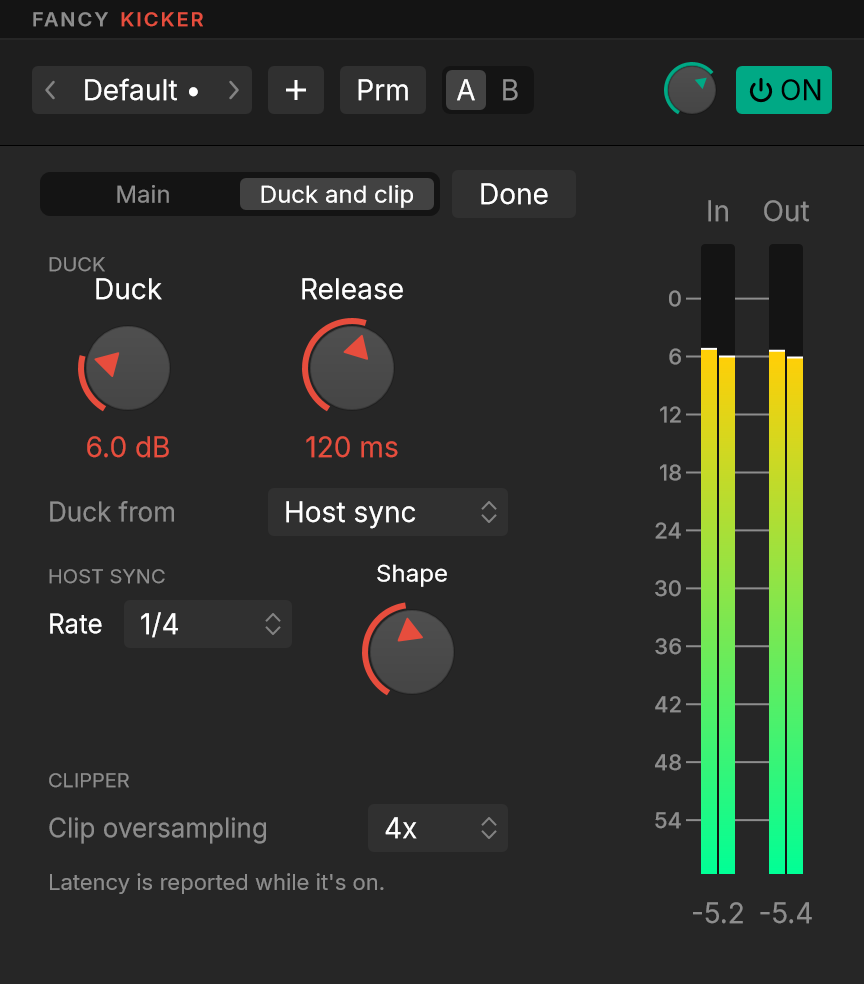 FANCY KICKER
Default •
+
Prm
A B
ON
Main
Duck and clip
Done
In Out
DUCK
Duck
Release
6.0 dB
120 ms
Duck from
Host sync
HOST SYNC
Shape
Rate
1/4
CLIPPER
Clip oversampling
4x
Latency is reported while it's on.
0
6
12
18
24
30
36
42
48
54
-5.2 -5.4